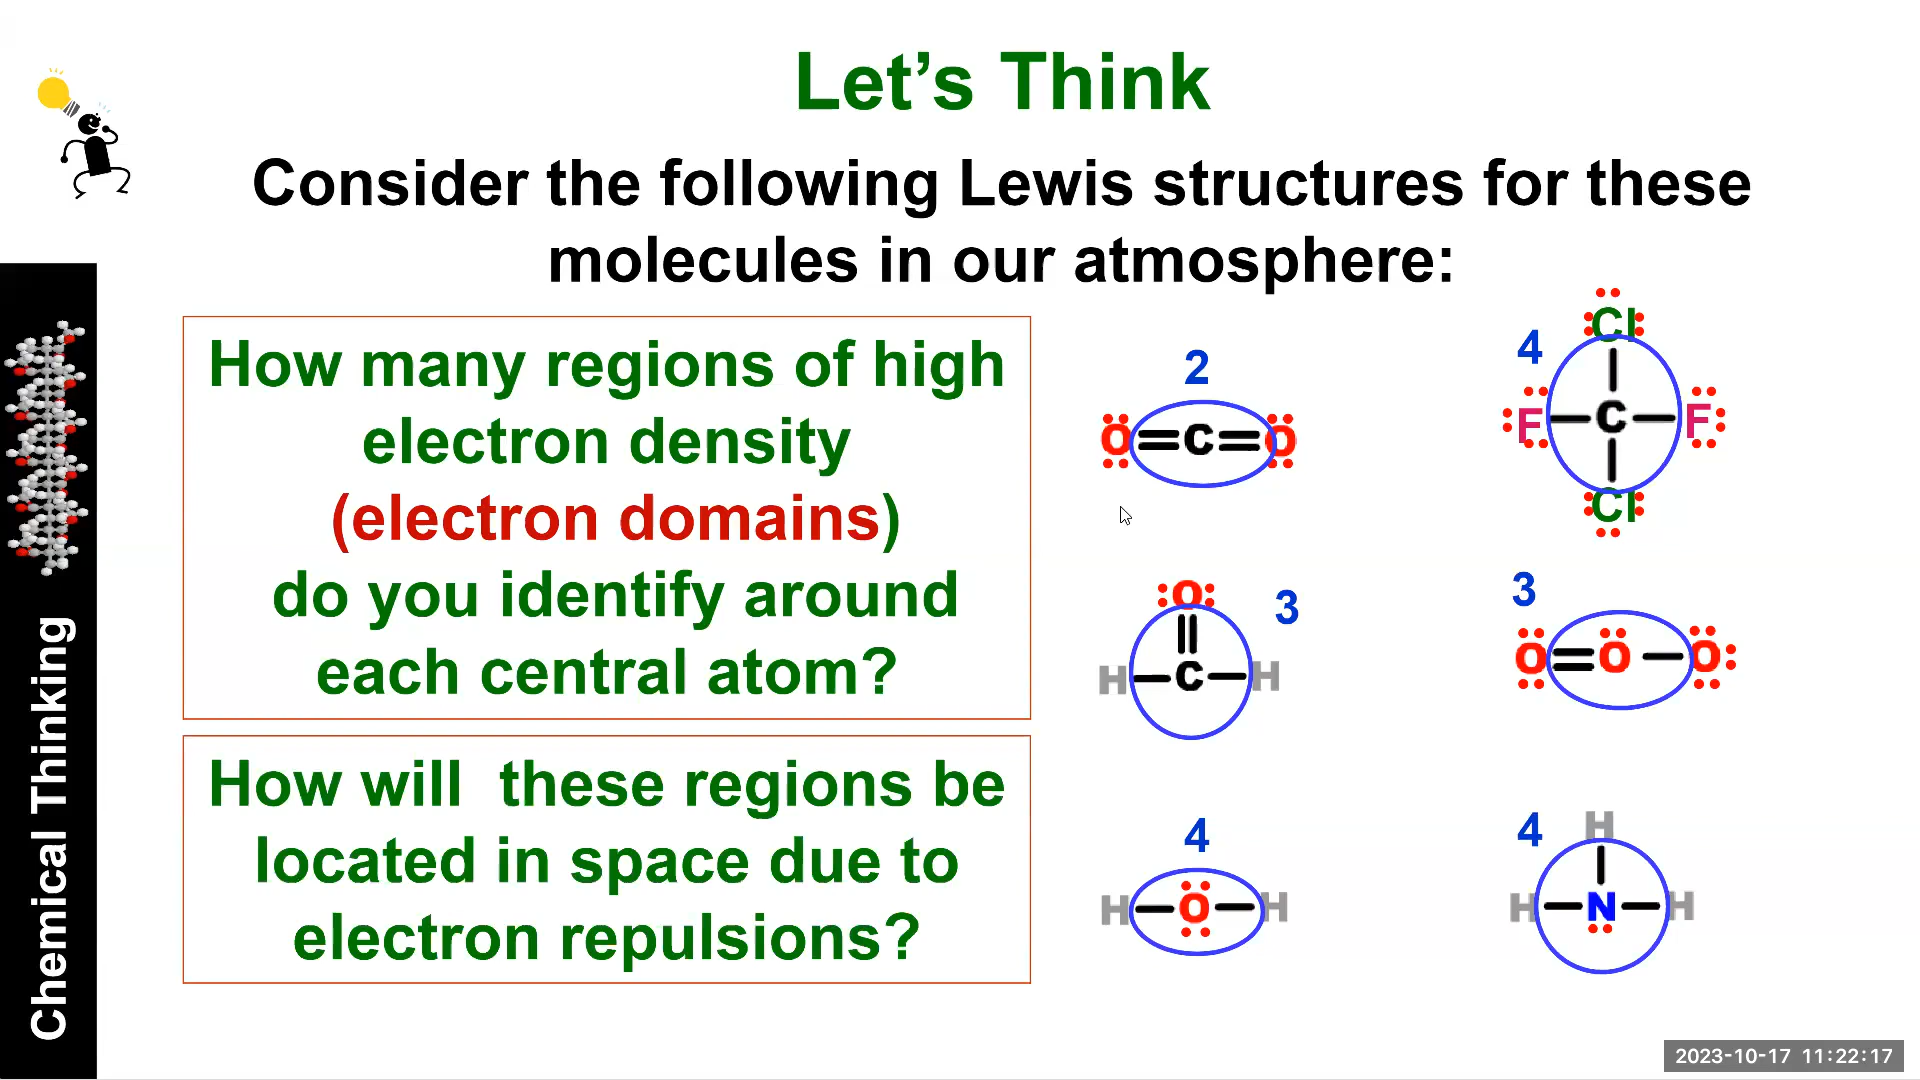 Let's Think
Consider the following Lewis structures for these
molecules in our atmosphere:
How many regions of high
electron density
(electron domains)
do you identify around
each central atom?
How will  these regions be
located in space due to
electron repulsions?
2
O=C=O
4
Cl
F—C—F
Cl
O
3
H—C—H
3
O=O—O
4
H—O—H
4
H
H—N—H
Chemical Thinking
2023-10-17 11:22:17